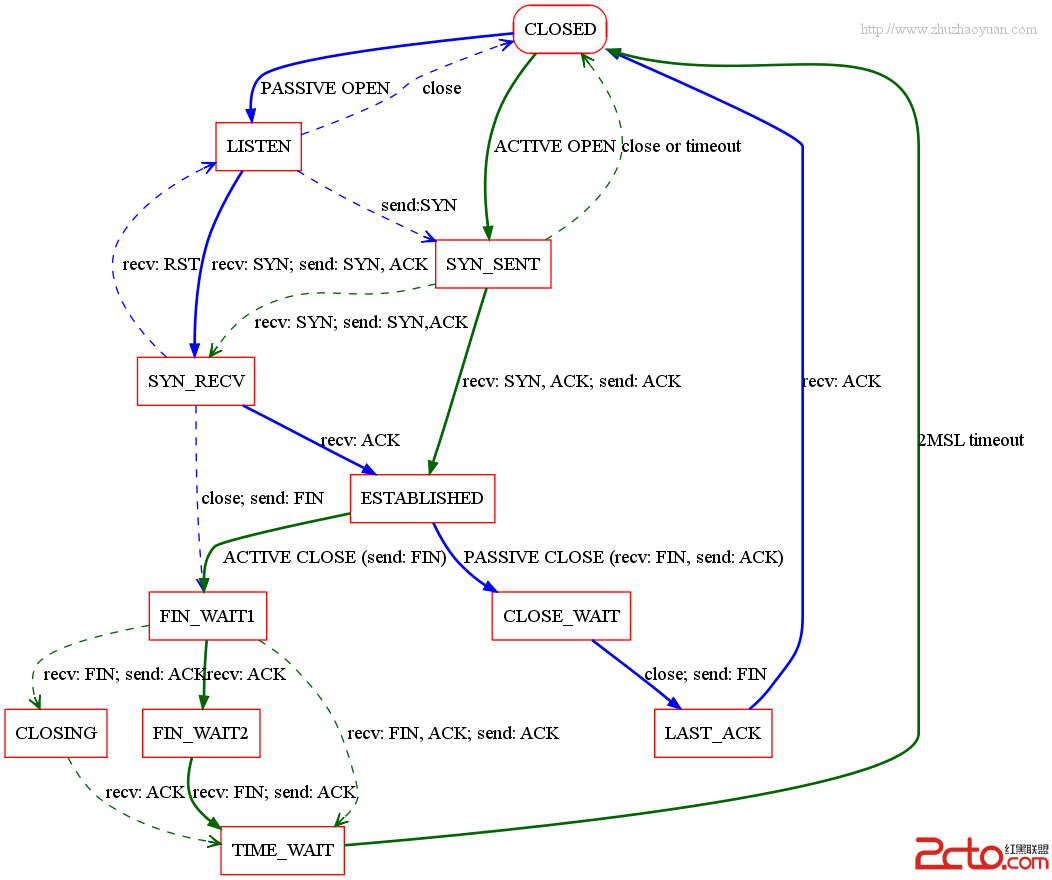 CLOSED
http://www.zhuzhaoyuan.com
PASSIVE OPEN
close
LISTEN
ACTIVE OPEN
close or timeout
send:SYN
recv: RST
recv: SYN; send: SYN, ACK
SYN_SENT
recv: SYN; send: SYN,ACK
SYN_RECV
recv: SYN, ACK; send: ACK
recv: ACK
recv: ACK
2MSL timeout
close; send: FIN
ESTABLISHED
ACTIVE CLOSE (send: FIN)
PASSIVE CLOSE (recv: FIN, send: ACK)
FIN_WAIT1
CLOSE_WAIT
recv: FIN; send: ACK
recv: ACK
close; send: FIN
CLOSING
FIN_WAIT2
recv: FIN, ACK; send: ACK
LAST_ACK
recv: ACK
recv: FIN; send: ACK
TIME_WAIT
2cto
红黑联盟
.com